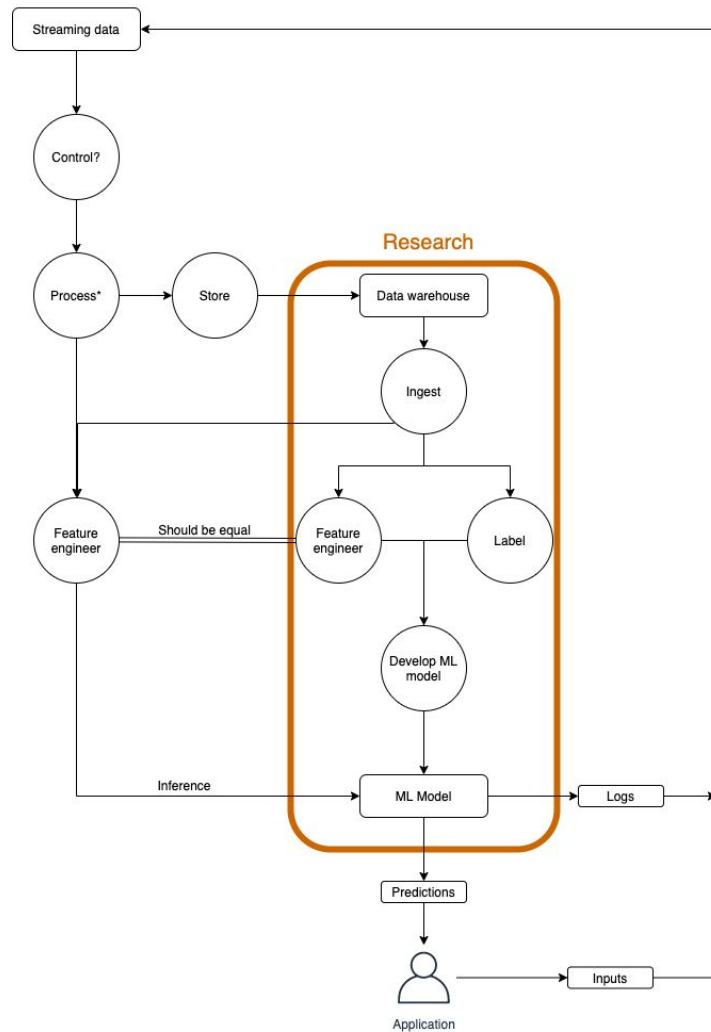 Streaming data
Control?
Research
Process*
Store
Data warehouse
Ingest
Feature
engineer
Should be equal
Feature
engineer
Label
Develop ML
model
Inference
ML Model
Logs
Predictions
Inputs
Application